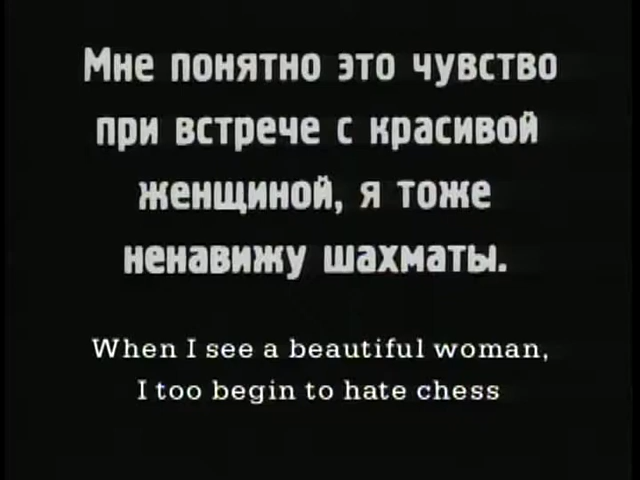 Мне понятно это чувство
при встрече с красивой
женщиной, я тоже
ненавижу шахматы.
When I see a beautiful woman,
I too begin to hate chess